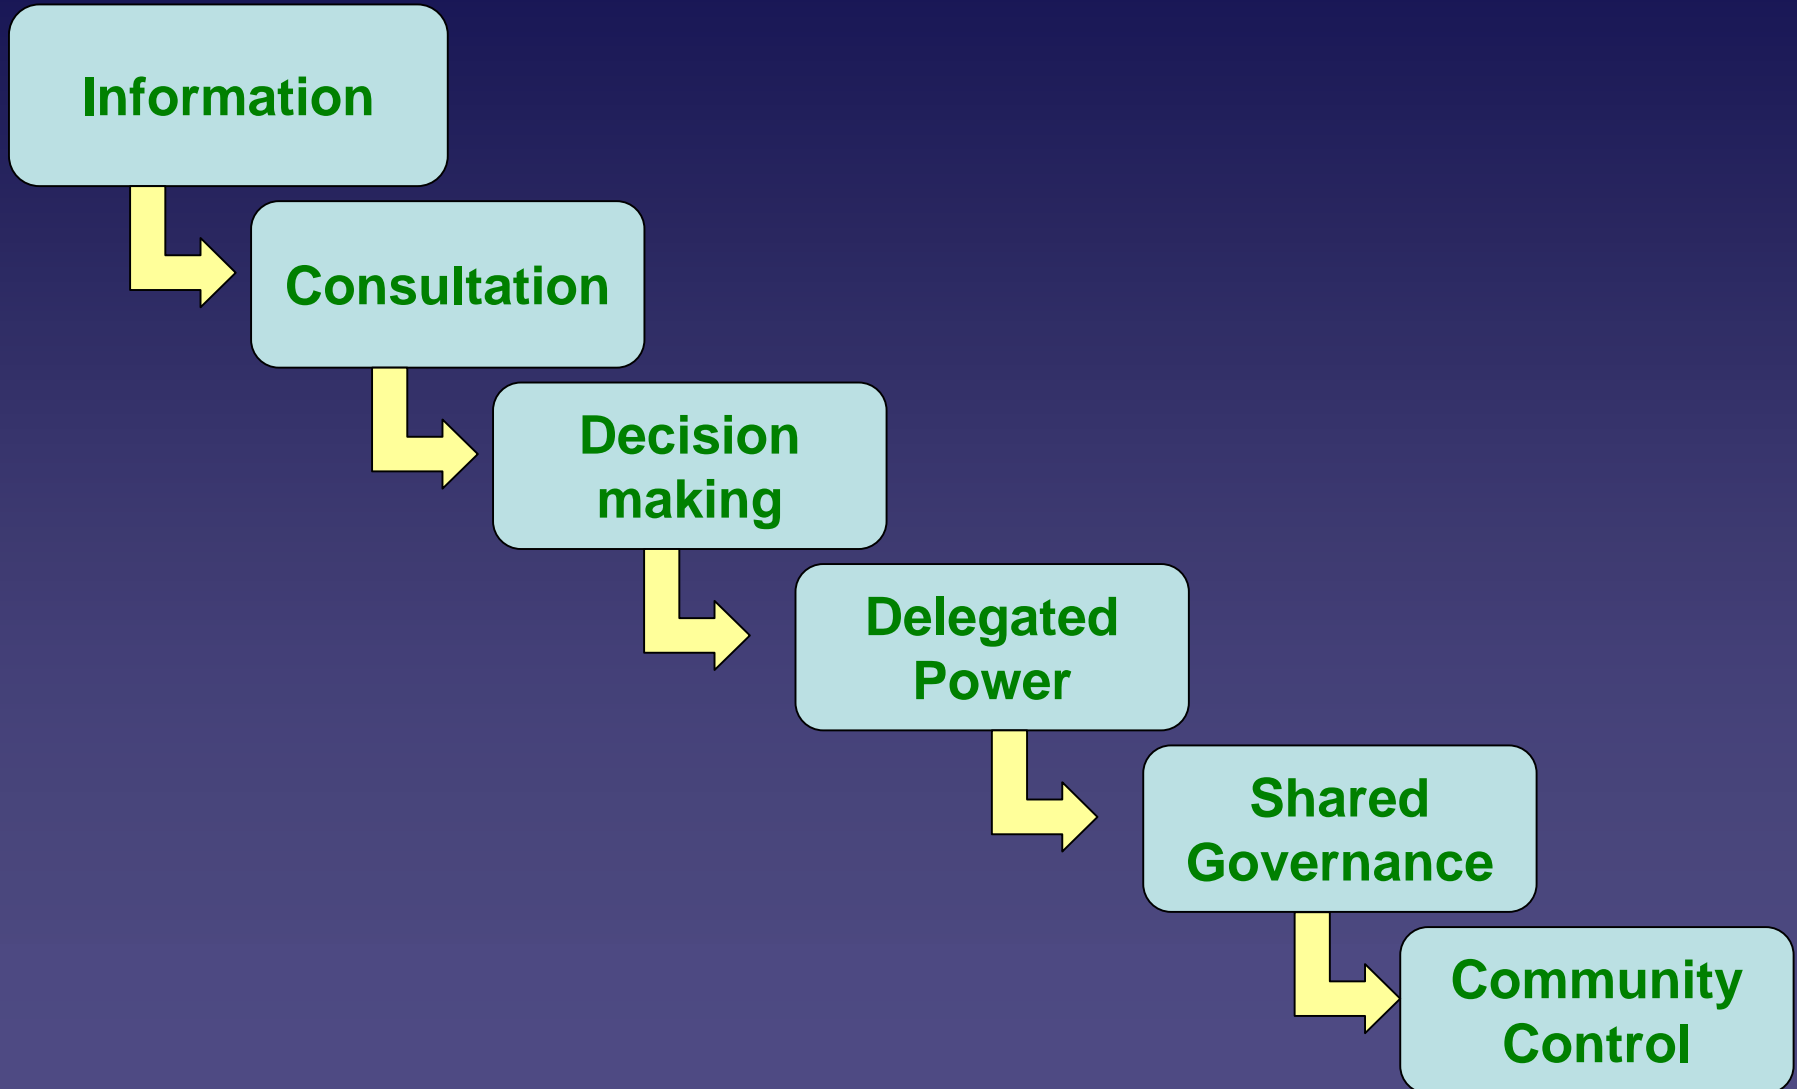 Information
Consultation
Decision
making
Delegated
Power
Shared
Governance
Community
Control